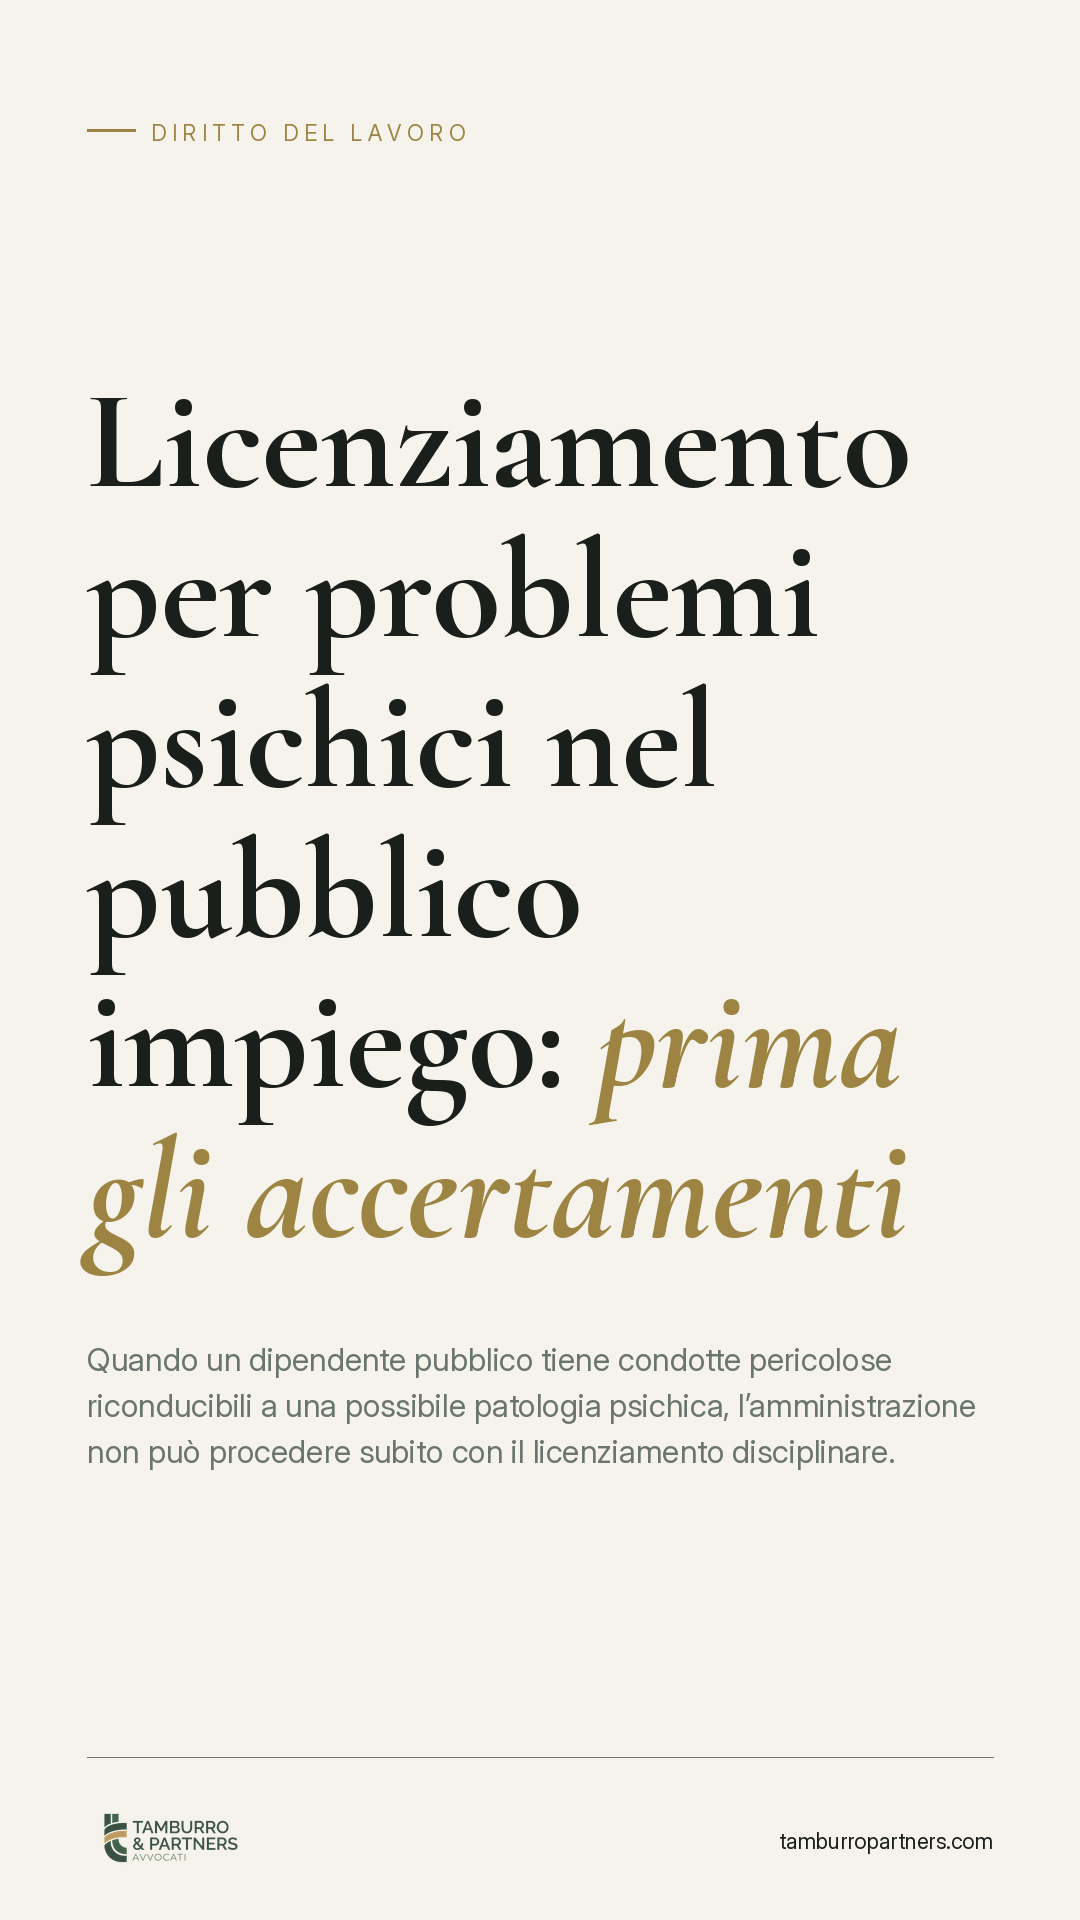 DIRITTO DEL LAVORO
Licenziamento
per problemi
psichici nel
pubblico
impiego: prima
gli accertamenti
Quando un dipendente pubblico tiene condotte pericolose
riconducibili a una possibile patologia psichica, l’amministrazione
non può procedere subito con il licenziamento disciplinare.
TAMBURRO
& PARTNERS
AVVOCATI
tamburropartners.com